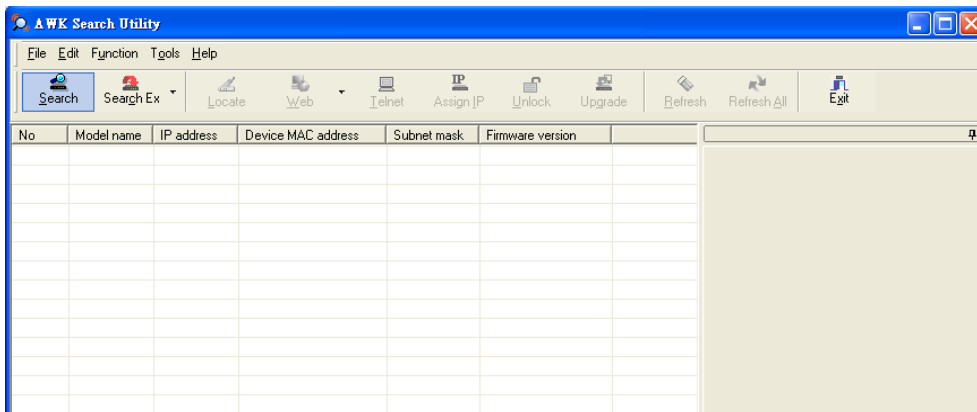 AWK Search Utility
File Edit Function Tools Help
Search Search Ex Locate Web Telnet Assign IP Unlock Upgrade Refresh Refresh All Exit
No Model name IP address Device MAC address Subnet mask Firmware version